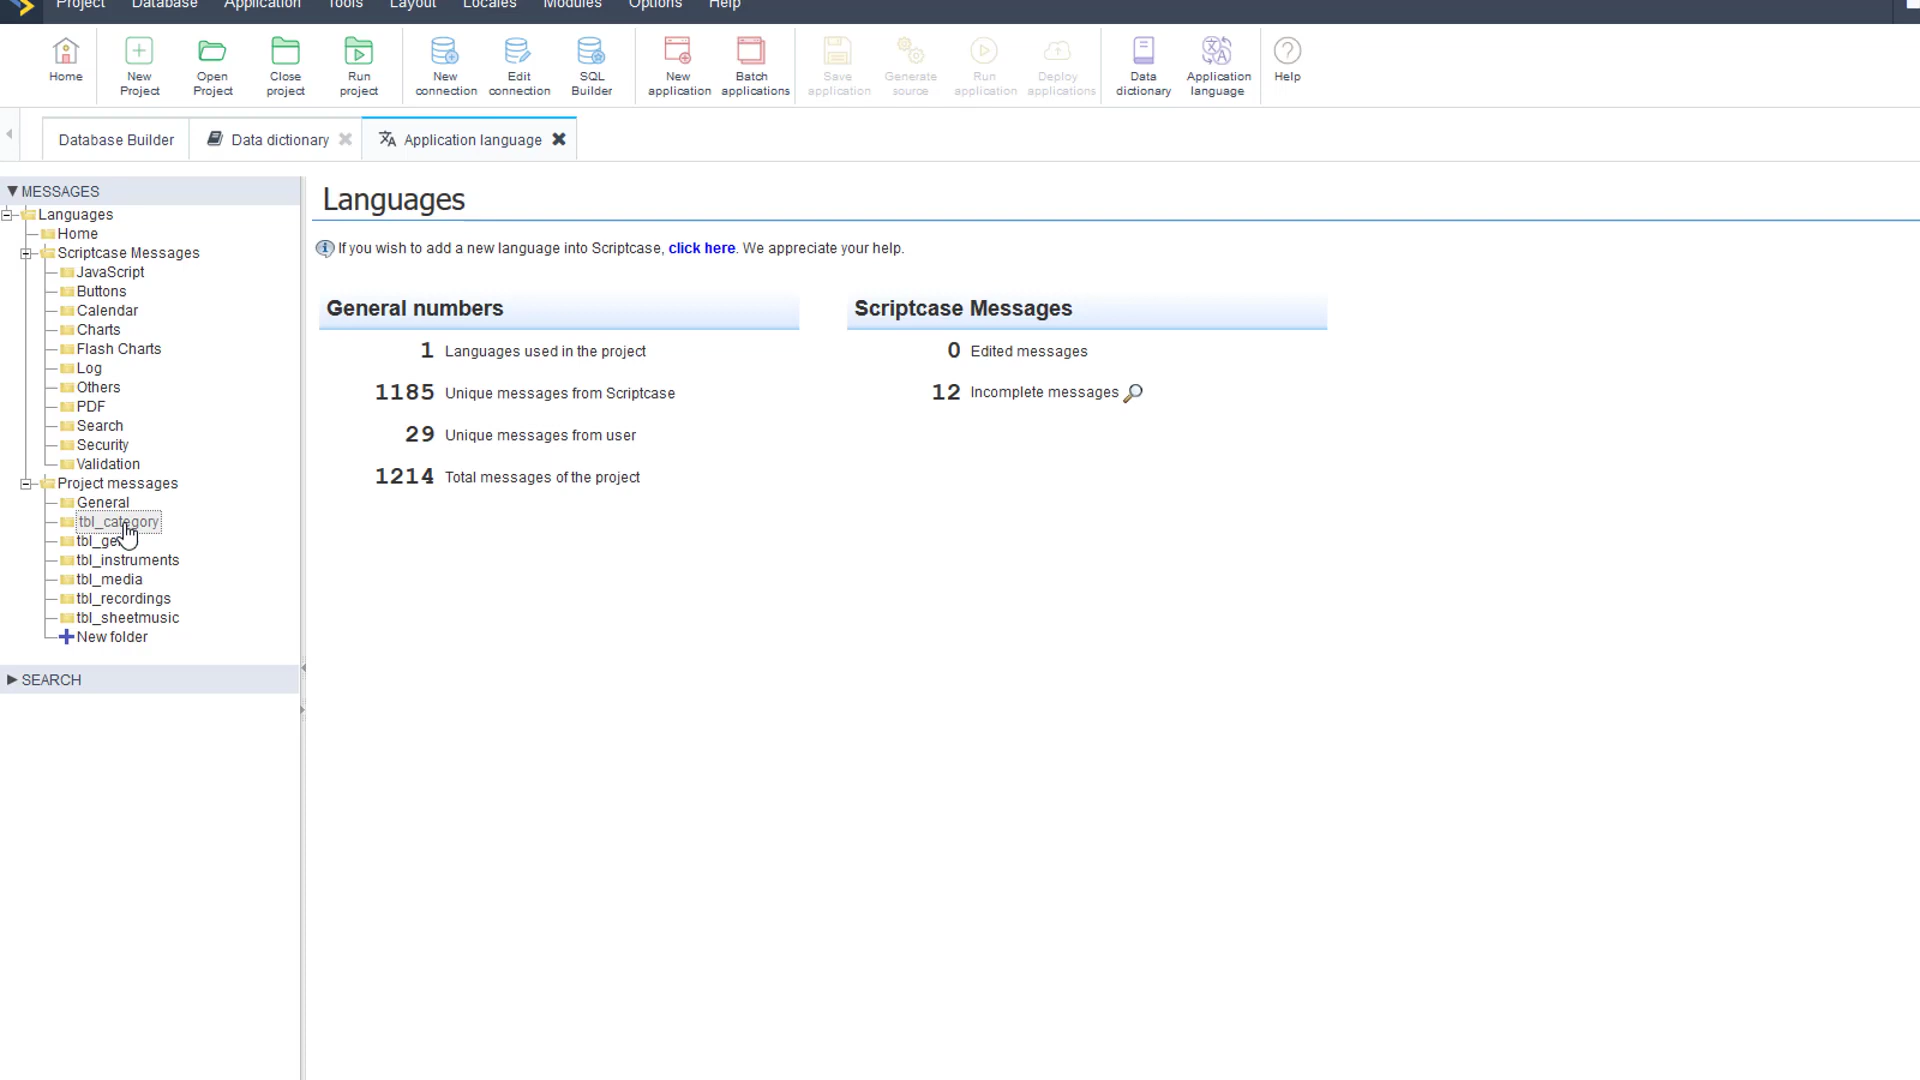 Project Database Application Tools Layout Locales Modules Options Help
Home
New Project
Open Project
Close project
Run project
New connection
Edit connection
SQL Builder
New application
Batch applications
Save application
Generate source
Run application
Deploy applications
Data dictionary
Application language
Help
Database Builder
Data dictionary
Application language
MESSAGES
Languages
Home
Scriptcase Messages
JavaScript
Buttons
Calendar
Charts
Flash Charts
Log
Others
PDF
Search
Security
Validation
Project messages
General
tbl_category
tbl_instruments
tbl_media
tbl_recordings
tbl_sheetmusic
New folder
SEARCH
Languages
If you wish to add a new language into Scriptcase, click here. We appreciate your help.
General numbers
1 Languages used in the project
1185 Unique messages from Scriptcase
29 Unique messages from user
1214 Total messages of the project
Scriptcase Messages
0 Edited messages
12 Incomplete messages